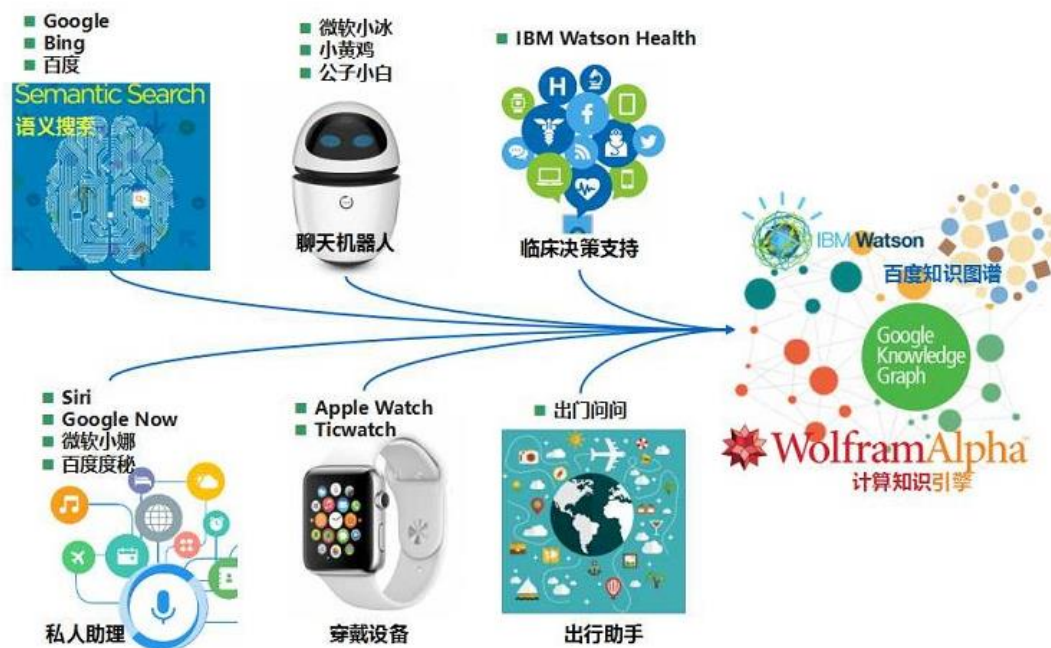 Google
Bing
百度
Semantic Search
语义搜索
微软小冰
小黄鸡
公子小白
聊天机器人
IBM Watson Health
H
临床决策支持
IBM Watson
百度知识图谱
Google
Knowledge
Graph
WolframAlpha
计算知识引擎
Siri
Google Now
微软小娜
百度度秘
私人助理
Apple Watch
Ticwatch
穿戴设备
出门问问
出行助手